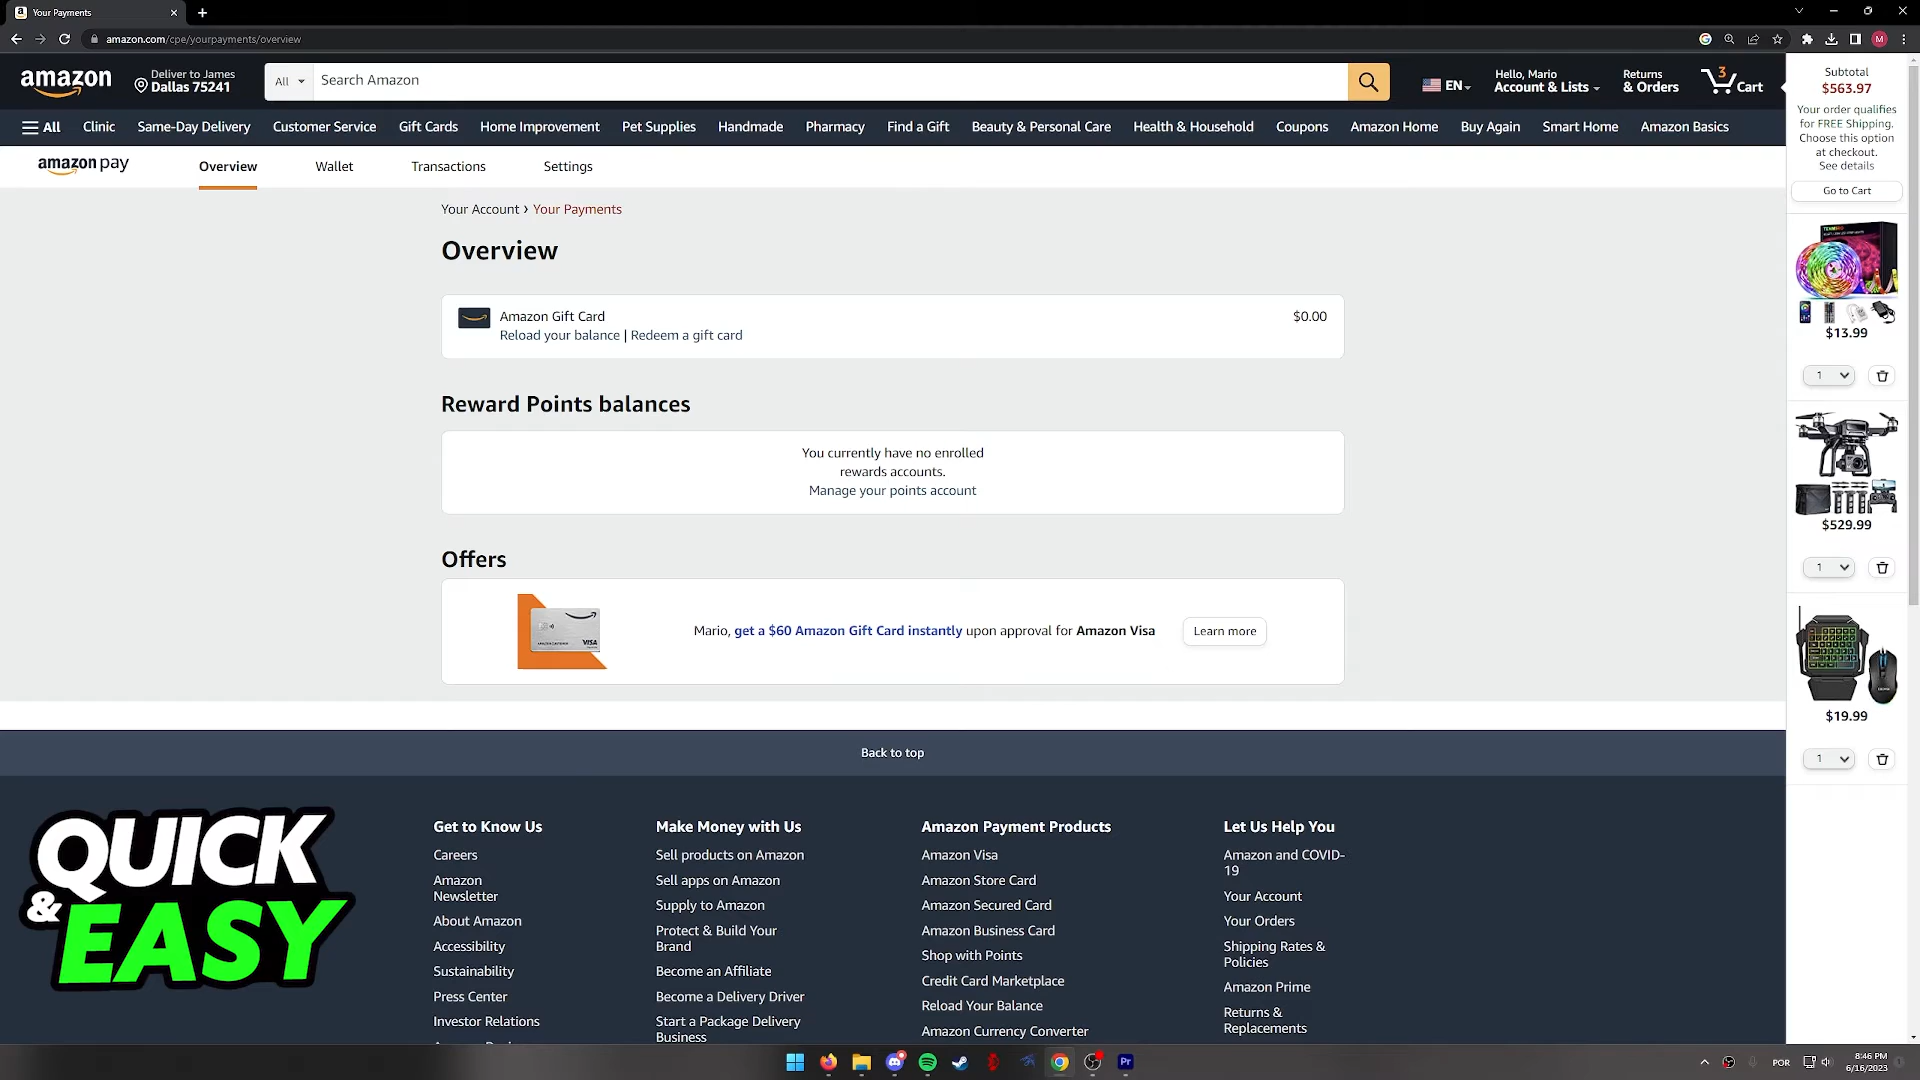 Your Payments
amazon.com/cpe/yourpayments/overview
M
amazon
Deliver to James
Dallas 75241
All
Search Amazon
EN
Hello, Mario
Account & Lists
Returns
& Orders
3
Cart
All
Clinic
Same-Day Delivery
Customer Service
Gift Cards
Home Improvement
Pet Supplies
Handmade
Pharmacy
Find a Gift
Beauty & Personal Care
Health & Household
Coupons
Amazon Home
Buy Again
Smart Home
Amazon Basics
amazon pay
Overview
Wallet
Transactions
Settings
Your Account › Your Payments
Overview
Amazon Gift Card
$0.00
Reload your balance | Redeem a gift card
Reward Points balances
You currently have no enrolled
rewards accounts.
Manage your points account
Offers
VISA
Mario, get a $60 Amazon Gift Card instantly upon approval for Amazon Visa
Learn more
Back to top
Get to Know Us
Careers
Amazon
Newsletter
About Amazon
Accessibility
Sustainability
Press Center
Investor Relations
Make Money with Us
Sell products on Amazon
Sell apps on Amazon
Supply to Amazon
Protect & Build Your
Brand
Become an Affiliate
Become a Delivery Driver
Start a Package Delivery
Business
Amazon Payment Products
Amazon Visa
Amazon Store Card
Amazon Secured Card
Amazon Business Card
Shop with Points
Credit Card Marketplace
Reload Your Balance
Amazon Currency Converter
Let Us Help You
Amazon and COVID-
19
Your Account
Your Orders
Shipping Rates &
Policies
Amazon Prime
Returns &
Replacements
Subtotal
$563.97
Your order qualifies
for FREE Shipping.
Choose this option
at checkout.
See details
Go to Cart
$13.99
1
$529.99
1
$19.99
1
QUICK
&
EASY
Pr
POR
8:46 PM
6/16/2023